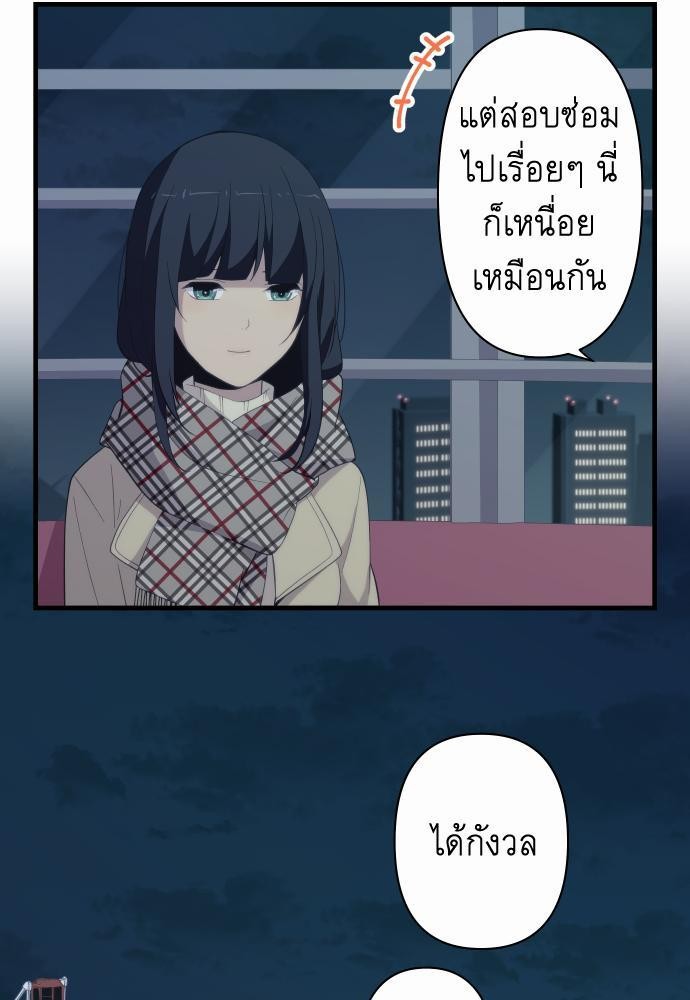 แต่สอบซ่อม
ไปเรื่อยๆ นี่
ก็เหนื่อย
เหมือนกัน
ได้กังวล